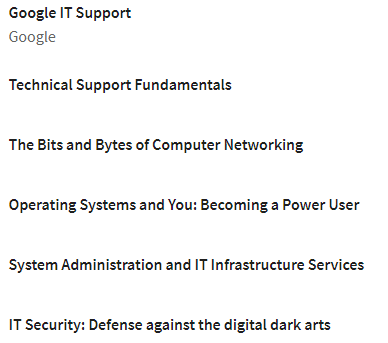 Google IT Support
Google
Technical Support Fundamentals
The Bits and Bytes of Computer Networking
Operating Systems and You: Becoming a Power User
System Administration and IT Infrastructure Services
IT Security: Defense against the digital dark arts